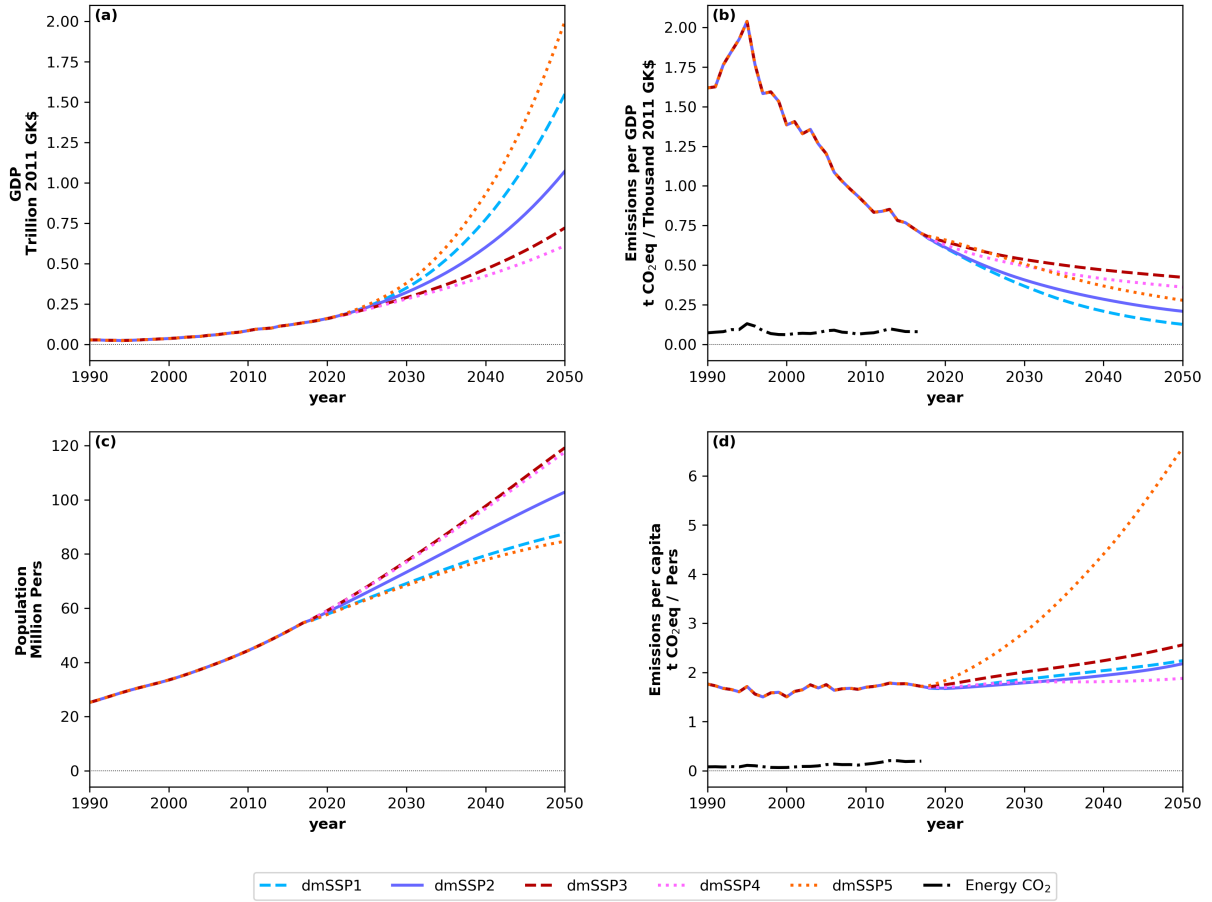 (a)
2.00
1.75
1.50
1.25
1.00
0.75
0.50
0.25
0.00
GDP
Trillion 2011 GK$
1990 2000 2010 2020 2030 2040 2050
year
(b)
2.00
1.75
1.50
1.25
1.00
0.75
0.50
0.25
0.00
Emissions per GDP
t CO₂eq / Thousand 2011 GK$
1990 2000 2010 2020 2030 2040 2050
year
(c)
120
100
80
60
40
20
0
Population
Million Pers
1990 2000 2010 2020 2030 2040 2050
year
(d)
6
5
4
3
2
1
0
Emissions per capita
t CO₂eq / Pers
1990 2000 2010 2020 2030 2040 2050
year
dmSSP1 dmSSP2 dmSSP3 dmSSP4 dmSSP5 Energy CO₂